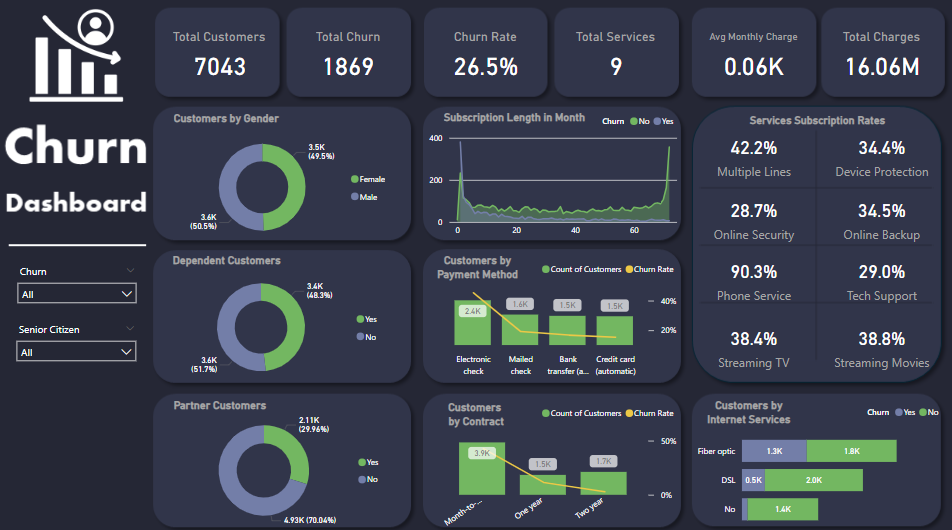 Churn
Dashboard
Churn
All
Senior Citizen
All
Total Customers
7043
Total Churn
1869
Churn Rate
26.5%
Total Services
9
Avg Monthly Charge
0.06K
Total Charges
16.06M
Customers by Gender
3.5K
(49.5%)
3.6K
(50.5%)
Female
Male
Subscription Length in Month
Churn No Yes
400
200
0
0 20 40 60
Services Subscription Rates
42.2%
Multiple Lines
34.4%
Device Protection
28.7%
Online Security
34.5%
Online Backup
90.3%
Phone Service
29.0%
Tech Support
38.4%
Streaming TV
38.8%
Streaming Movies
Dependent Customers
3.4K
(48.3%)
3.6K
(51.7%)
Yes
No
Customers by
Payment Method
Count of Customers Churn Rate
2.4K 1.6K 1.5K 1.5K
40%
20%
Electronic
check
Mailed
check
Bank
transfer (a...
Credit card
(automatic)
Partner Customers
2.11K
(29.96%)
4.93K (70.04%)
Yes
No
Customers
by Contract
Count of Customers Churn Rate
3.9K 1.5K 1.7K
50%
0%
Month-to-...
One year
Two year
Customers by
Internet Services
Churn Yes No
Fiber optic 1.3K 1.8K
DSL 0.5K 2.0K
No 1.4K